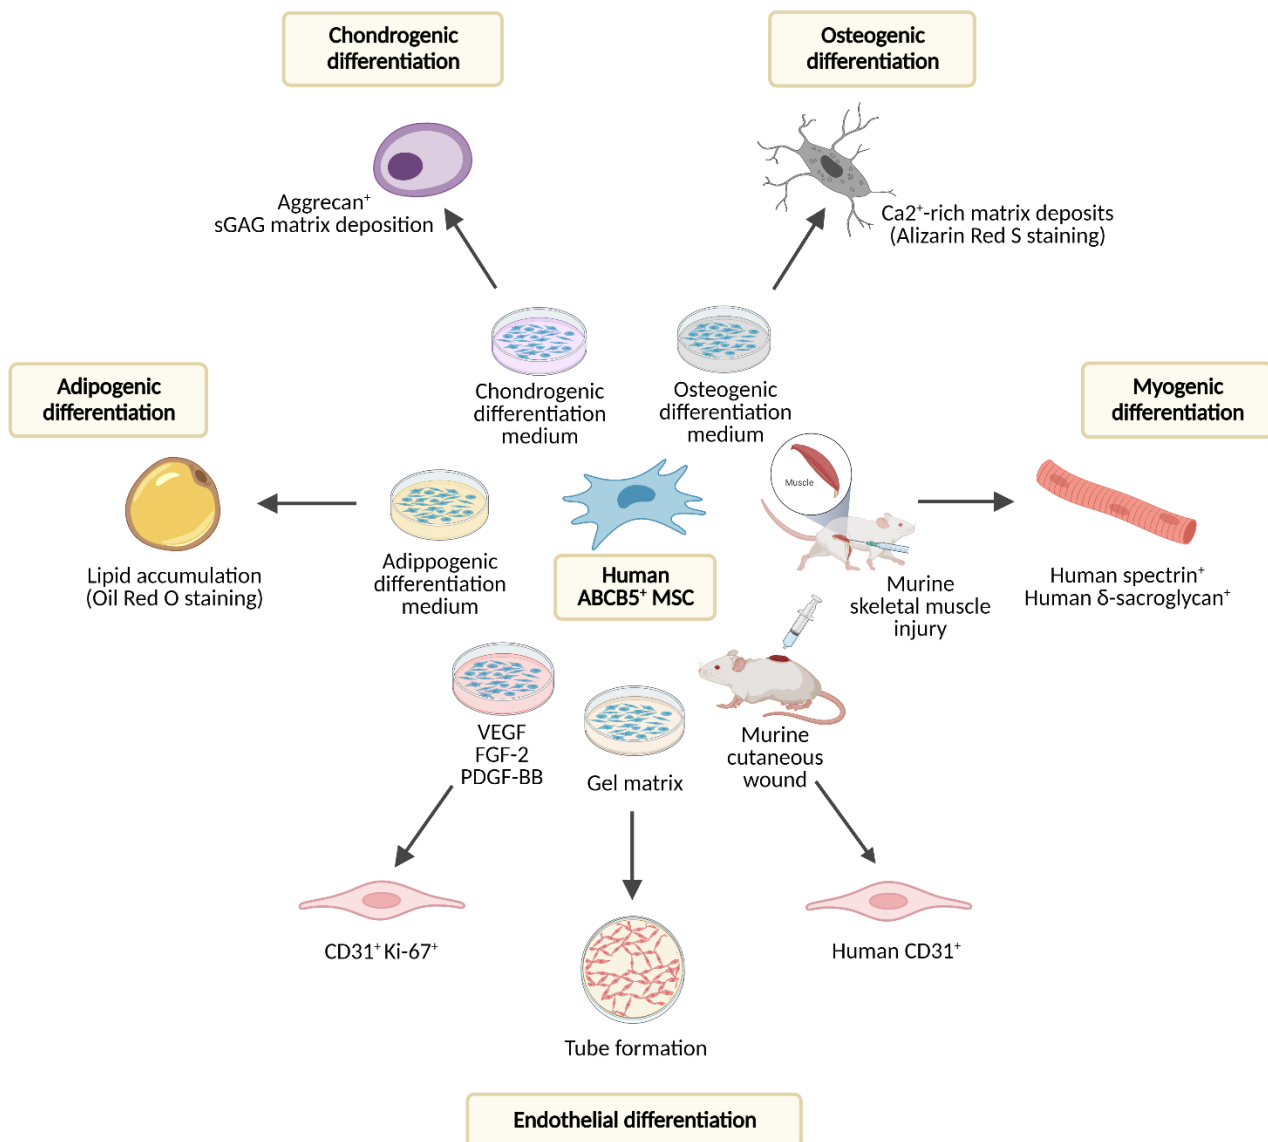 Chondrogenic
differentiation
Osteogenic
differentiation
Aggrecan⁺
sGAG matrix deposition
Ca2⁺-rich matrix deposits
(Alizarin Red S staining)
Chondrogenic
differentiation
medium
Osteogenic
differentiation
medium
Adipogenic
differentiation
Myogenic
differentiation
Muscle
Lipid accumulation
(Oil Red O staining)
Adippogenic
differentiation
medium
Human
ABCB5⁺ MSC
Murine
skeletal muscle
injury
Human spectrin⁺
Human δ-sacroglycan⁺
VEGF
FGF-2
PDGF-BB
Gel matrix
Murine
cutaneous
wound
CD31⁺ Ki-67⁺
Tube formation
Human CD31⁺
Endothelial differentiation